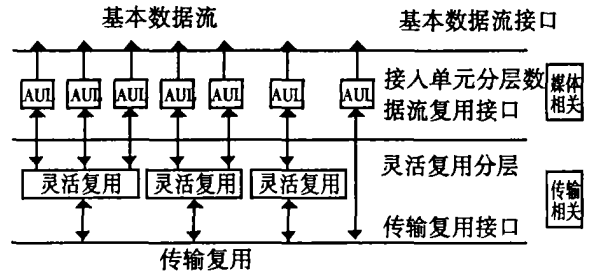 基本数据流 基本数据流接口
AUL AUL AUL AUL AUL AUL AUL
接入单元分层数
据流复用接口
媒体
相关
灵活复用分层
灵活复用 灵活复用 灵活复用
传输
相关
传输复用接口
传输复用